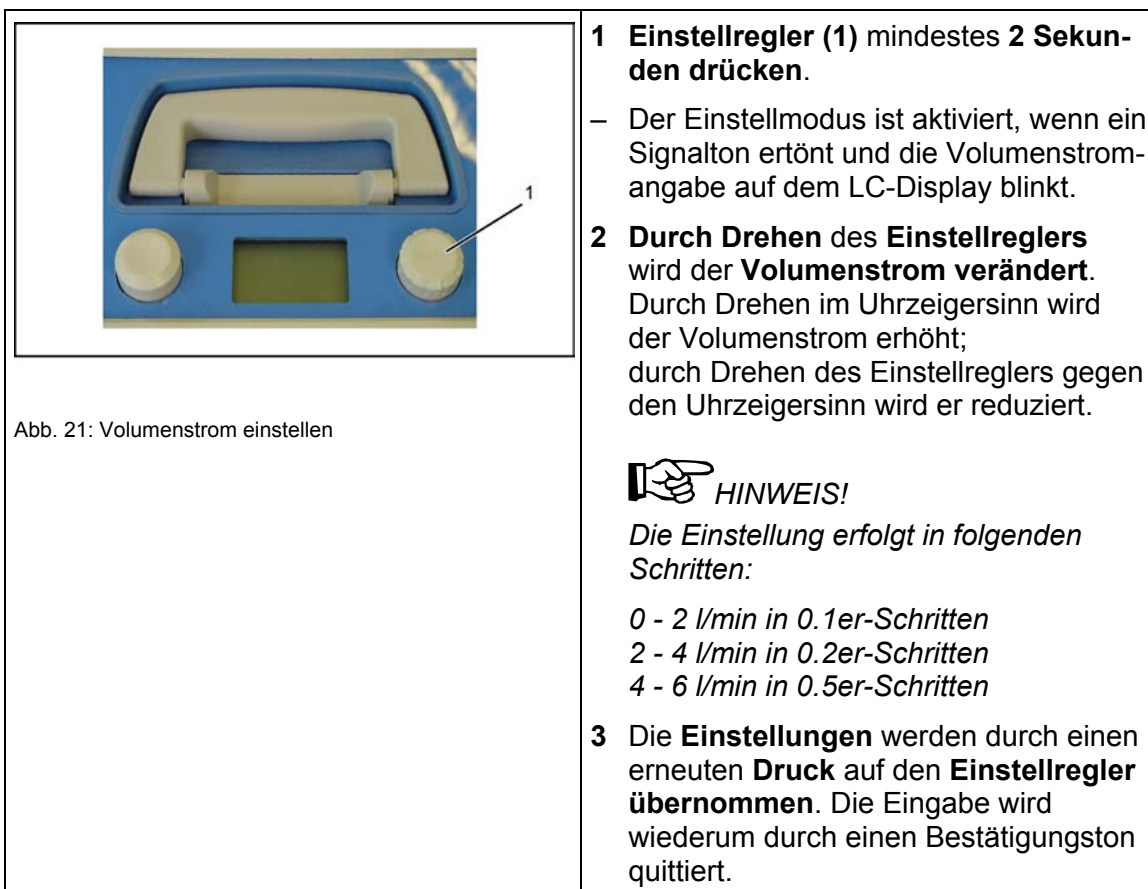 1
Abb. 21: Volumenstrom einstellen
1 Einstellregler (1) mindestes 2 Sekun-
den drücken.
– Der Einstellmodus ist aktiviert, wenn ein
Signalton ertönt und die Volumenstrom-
angabe auf dem LC-Display blinkt.
2 Durch Drehen des Einstellreglers
wird der Volumenstrom verändert.
Durch Drehen im Uhrzeigersinn wird
der Volumenstrom erhöht;
durch Drehen des Einstellreglers gegen
den Uhrzeigersinn wird er reduziert.
HINWEIS!
Die Einstellung erfolgt in folgenden
Schritten:
0 - 2 l/min in 0.1er-Schritten
2 - 4 l/min in 0.2er-Schritten
4 - 6 l/min in 0.5er-Schritten
3 Die Einstellungen werden durch einen
erneuten Druck auf den Einstellregler
übernommen. Die Eingabe wird
wiederum durch einen Bestätigungston
quittiert.